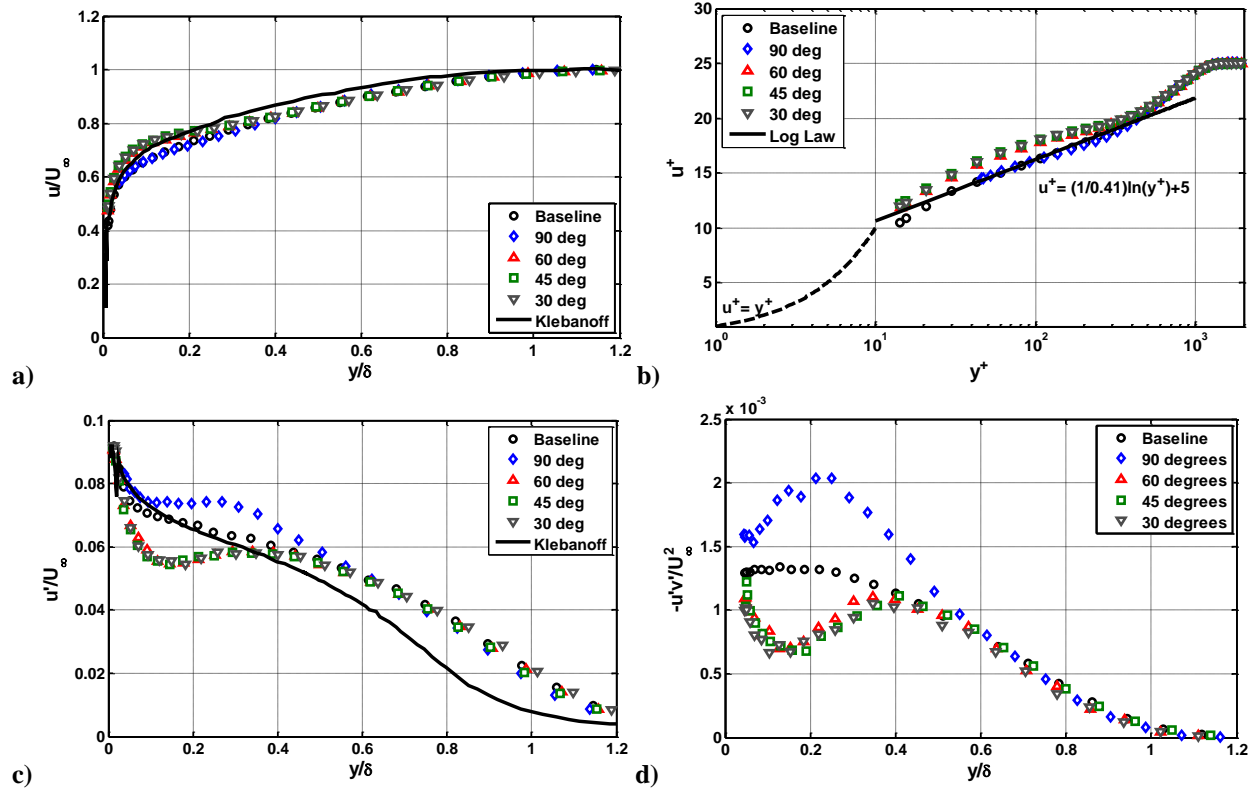 1.2
1
0.8
0.6
0.4
0.2
0
u/U∞
0
0.2
0.4
0.6
0.8
1
1.2
y/δ
Baseline
90 deg
60 deg
45 deg
30 deg
Klebanoff
a)
30
25
20
15
10
5
u+
10^0
10^1
10^2
10^3
y+
Baseline
90 deg
60 deg
45 deg
30 deg
Log Law
u+= (1/0.41)ln(y+)+5
u+= y+
b)
0.1
0.08
0.06
0.04
0.02
0
u'/U∞
0
0.2
0.4
0.6
0.8
1
1.2
y/δ
Baseline
90 deg
60 deg
45 deg
30 deg
Klebanoff
c)
x 10^-3
2.5
2
1.5
1
0.5
0
-u'v'/U²∞
0
0.2
0.4
0.6
0.8
1
1.2
y/δ
Baseline
90 degrees
60 degrees
45 degrees
30 degrees
d)